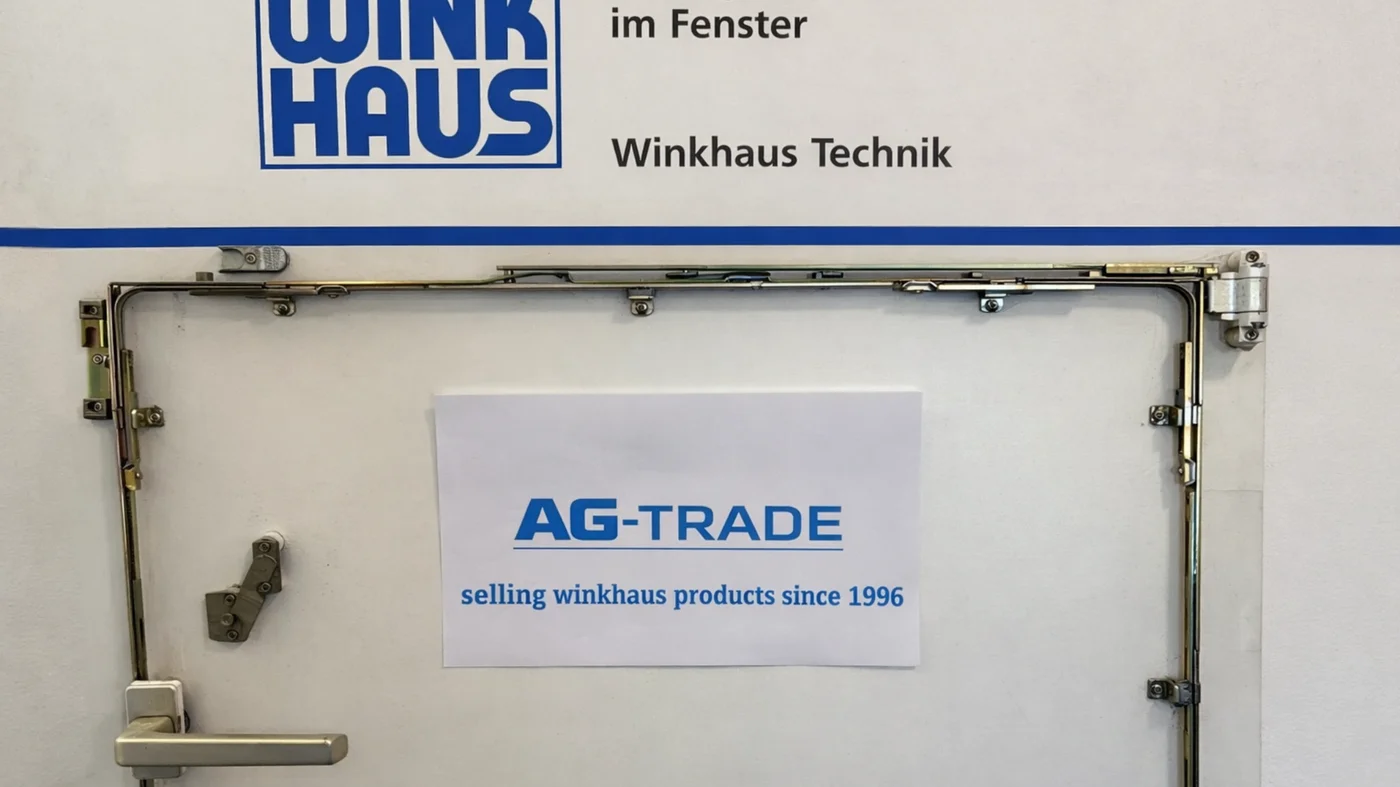 WINK
HAUS
im Fenster
Winkhaus Technik
AG-TRADE
selling winkhaus products since 1996